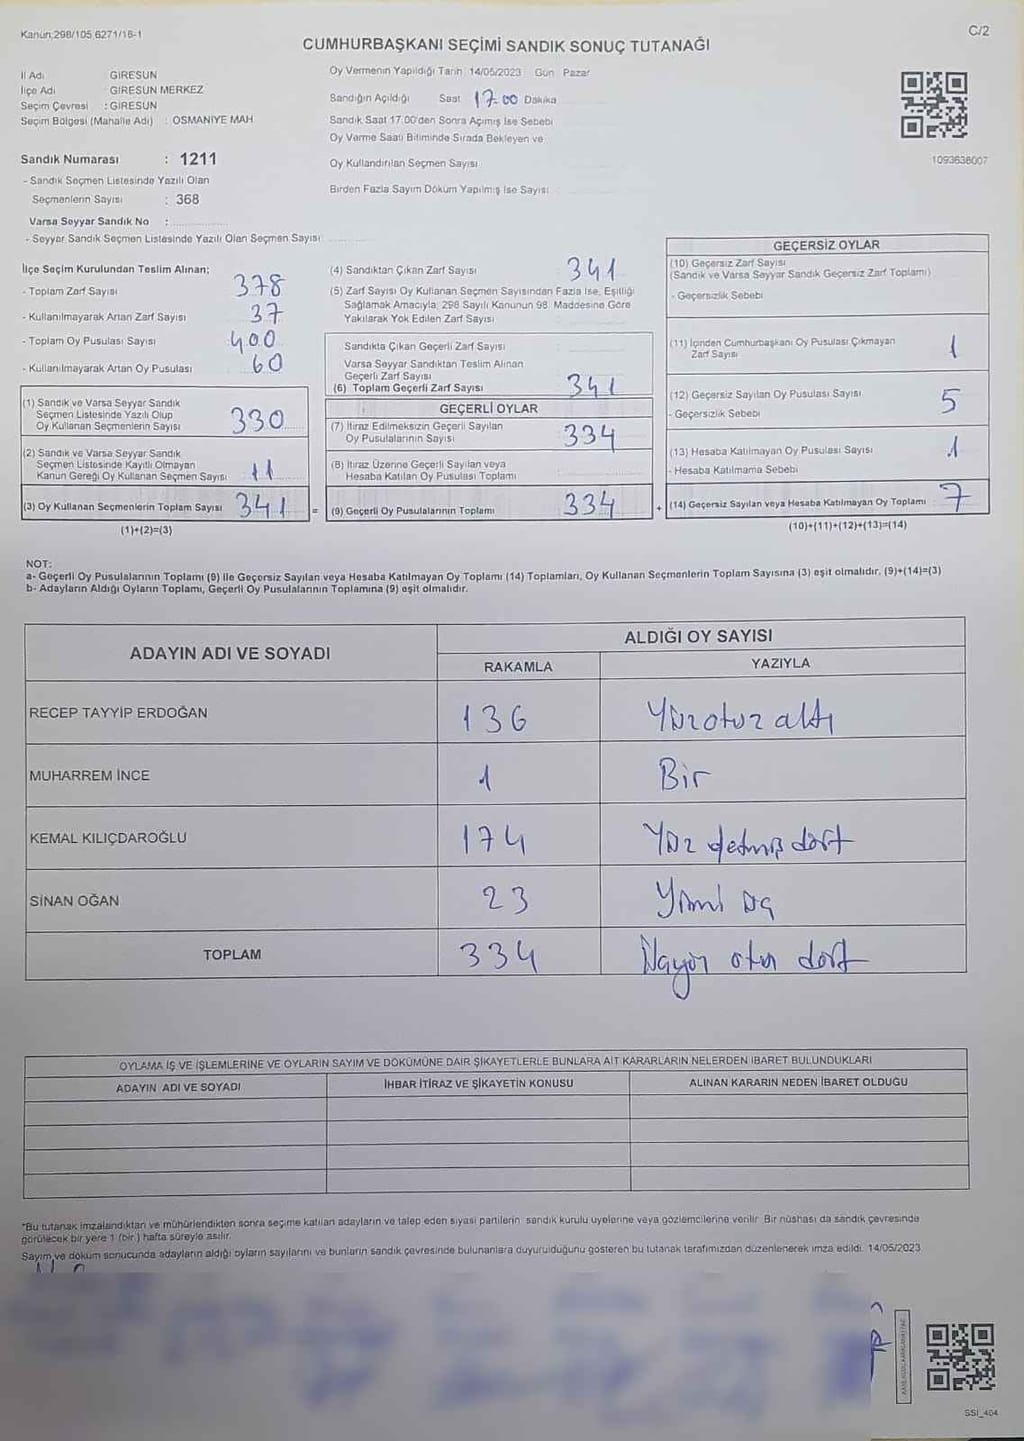 Kanun;298/105,6271/16-1
C/2
CUMHURBAŞKANI SEÇİMİ SANDIK SONUÇ TUTANAĞI
İl Adı GİRESUN
İlçe Adı GİRESUN MERKEZ
Seçim Çevresi : GİRESUN
Seçim Bölgesi (Mahalle Adı) : OSMANİYE MAH
Sandık Numarası : 1211
- Sandık Seçmen Listesinde Yazılı Olan
Seçmenlerin Sayısı : 368
Varsa Seyyar Sandık No :
- Seyyar Sandık Seçmen Listesinde Yazılı Olan Seçmen Sayısı
Oy Vermenin Yapıldığı Tarih 14/05/2023 Gün Pazar
Sandığın Açıldığı Saat 17.00 Dakika
Sandık Saat 17.00'den Sonra Açılmış İse Sebebi
Oy Verme Saati Bitiminde Sırada Bekleyen ve
Oy Kullandırılan Seçmen Sayısı
Birden Fazla Sayım Döküm Yapılmış İse Sayısı
1093638007
İlçe Seçim Kurulundan Teslim Alınan;
- Toplam Zarf Sayısı 378
- Kullanılmayarak Artan Zarf Sayısı 37
- Toplam Oy Pusulası Sayısı 400
- Kullanılmayarak Artan Oy Pusulası 60
(1) Sandık ve Varsa Seyyar Sandık
Seçmen Listesinde Yazılı Olup
Oy Kullanan Seçmenlerin Sayısı 330
(2) Sandık ve Varsa Seyyar Sandık
Seçmen Listesinde Kayıtlı Olmayan
Kanun Gereği Oy Kullanan Seçmen Sayısı 11
(3) Oy Kullanan Seçmenlerin Toplam Sayısı 341 =
(1)+(2)=(3)
(4) Sandıktan Çıkan Zarf Sayısı 341
(5) Zarf Sayısı Oy Kullanan Seçmen Sayısından Fazla İse, Eşitliği
Sağlamak Amacıyla, 298 Sayılı Kanunun 98. Maddesine Göre
Yakılarak Yok Edilen Zarf Sayısı
Sandıkta Çıkan Geçerli Zarf Sayısı
Varsa Seyyar Sandıktan Teslim Alınan
Geçerli Zarf Sayısı
(6) Toplam Geçerli Zarf Sayısı 341
GEÇERLİ OYLAR
(7) İtiraz Edilmeksizin Geçerli Sayılan
Oy Pusulalarının Sayısı 334
(8) İtiraz Üzerine Geçerli Sayılan veya
Hesaba Katılan Oy Pusulası Toplamı
(9) Geçerli Oy Pusulalarının Toplamı 334 +
GEÇERSİZ OYLAR
(10) Geçersiz Zarf Sayısı
(Sandık ve Varsa Seyyar Sandık Geçersiz Zarf Toplamı)
- Geçersizlik Sebebi
(11) İçinden Cumhurbaşkanı Oy Pusulası Çıkmayan
Zarf Sayısı 1
(12) Geçersiz Sayılan Oy Pusulası Sayısı 5
- Geçersizlik Sebebi
(13) Hesaba Katılmayan Oy Pusulası Sayısı 1
- Hesaba Katılmama Sebebi
(14) Geçersiz Sayılan veya Hesaba Katılmayan Oy Toplamı 7
(10)+(11)+(12)+(13)=(14)
NOT:
a- Geçerli Oy Pusulalarının Toplamı (9) ile Geçersiz Sayılan veya Hesaba Katılmayan Oy Toplamı (14) Toplamları, Oy Kullanan Seçmenlerin Toplam Sayısına (3) eşit olmalıdır. (9)+(14)=(3)
b- Adayların Aldığı Oyların Toplamı, Geçerli Oy Pusulalarının Toplamına (9) eşit olmalıdır.
ADAYIN ADI VE SOYADI ALDIĞI OY SAYISI
RAKAMLA YAZIYLA
RECEP TAYYİP ERDOĞAN 136 Yüzotuz altı
MUHARREM İNCE 1 Bir
KEMAL KILIÇDAROĞLU 174 Yüz yetmiş dört
SİNAN OĞAN 23 Yirmi üç
TOPLAM 334 otuz dört
OYLAMA İŞ VE İŞLEMLERİNE VE OYLARIN SAYIM VE DÖKÜMÜNE DAİR ŞİKAYETLERLE BUNLARA AİT KARARLARIN NELERDEN İBARET BULUNDUKLARI
ADAYIN ADI VE SOYADI İHBAR İTİRAZ VE ŞİKAYETİN KONUSU ALINAN KARARIN NEDEN İBARET OLDUĞU
*Bu tutanak imzalandıktan ve mühürlendikten sonra seçime katılan adayların ve talep eden siyasi partilerin sandık kurulu üyelerine veya gözlemcilerine verilir. Bir nüshası da sandık çevresinde
görülecek bir yere 1 (bir ) hafta süreyle asılır.
Sayım ve döküm sonucunda adayların aldığı oyların sayılarını ve bunların sandık çevresinde bulunanlara duyurulduğunu gösteren bu tutanak tarafımızdan düzenlenerek imza edildi. 14/05/2023
SSI_404